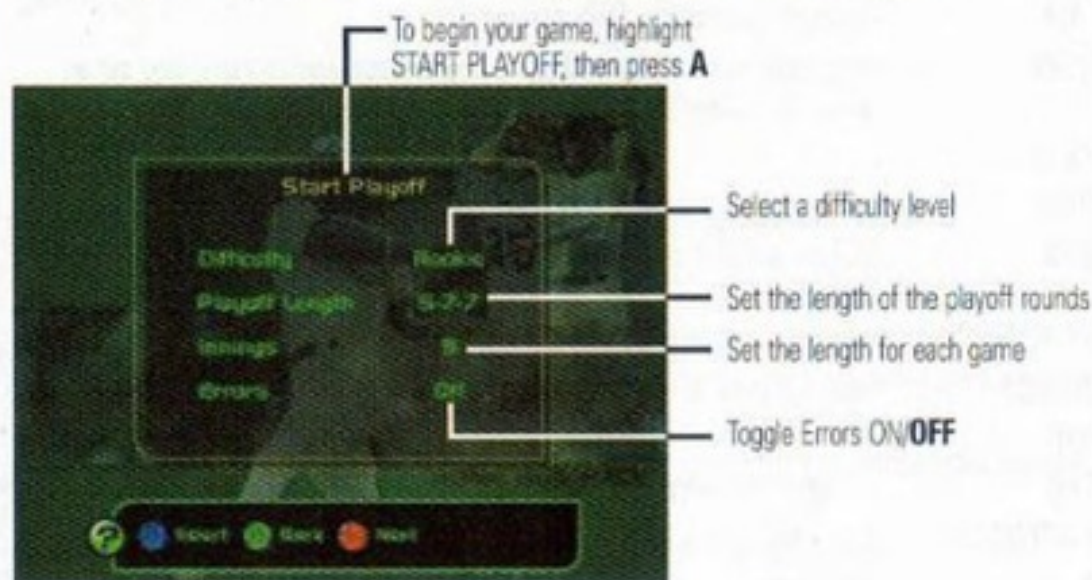 To begin your game, highlight
START PLAYOFF, then press A
Start Playoff
Select a difficulty level
Difficulty Rookie
Playoff Length 5-7-7
Set the length of the playoff rounds
Innings 9
Set the length for each game
Errors Off
Toggle Errors ON/OFF
? Back